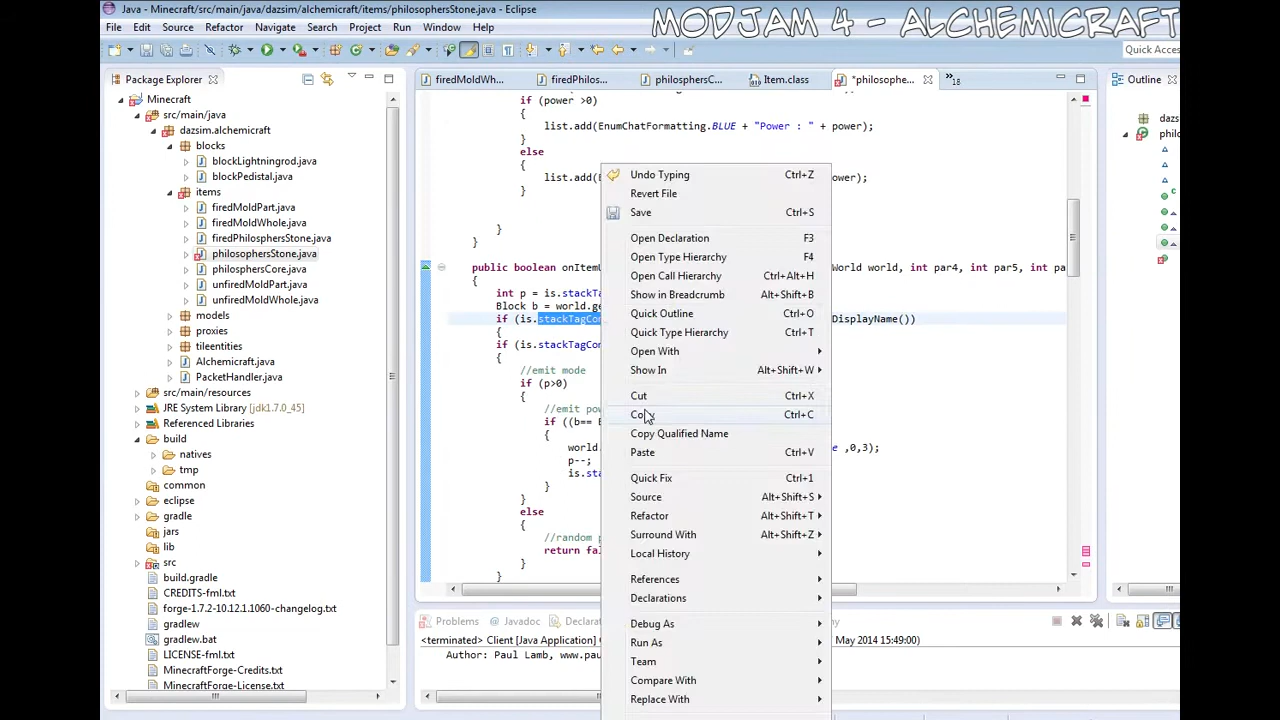 Java - Minecraft/src/main/java/dazsim/alchemicraft/items/philosophersStone.java - Eclipse
MODJAM 4 - ALCHEMICRAFT
File Edit Source Refactor Navigate Search Project Run Window Help
Quick Acces
Package Explorer
firedMoldWh... firedPhilos... philosphersC... Item.class *philosophe... »18
Outline
Minecraft
src/main/java
dazsim.alchemicraft
blocks
blockLightningrod.java
blockPedistal.java
items
firedMoldPart.java
firedMoldWhole.java
firedPhilosphersStone.java
philosophersStone.java
philosphersCore.java
unfiredMoldPart.java
unfiredMoldWhole.java
models
proxies
tileentities
Alchemicraft.java
PacketHandler.java
src/main/resources
JRE System Library [jdk1.7.0_45]
Referenced Libraries
build
natives
tmp
common
eclipse
gradle
jars
lib
src
build.gradle
CREDITS-fml.txt
forge-1.7.2-10.12.1.1060-changelog.txt
gradlew
gradlew.bat
LICENSE-fml.txt
MinecraftForge-Credits.txt
MinecraftForge-License.txt
if (power >0)
{
list.add(EnumChatFormatting.BLUE + "Power : " + power);
}
else
{
list.add(E wer);
}
}
}
public boolean onItemU World world, int par4, int par5, int pa
{
int p = is.stackTa
Block b = world.ge
if (is.stackTagCon DisplayName())
{
if (is.stackTagCom
{
//emit mode
if (p>0)
{
//emit pow
if ((b== B
{
world. ,0,3);
p--;
is.sta
}
}
else
{
//random p
return fal
}
Undo Typing Ctrl+Z
Revert File
Save Ctrl+S
Open Declaration F3
Open Type Hierarchy F4
Open Call Hierarchy Ctrl+Alt+H
Show in Breadcrumb Alt+Shift+B
Quick Outline Ctrl+O
Quick Type Hierarchy Ctrl+T
Open With
Show In Alt+Shift+W
Cut Ctrl+X
Copy Ctrl+C
Copy Qualified Name
Paste Ctrl+V
Quick Fix Ctrl+1
Source Alt+Shift+S
Refactor Alt+Shift+T
Surround With Alt+Shift+Z
Local History
References
Declarations
Debug As
Run As
Team
Compare With
Replace With
dazs
phil
Problems @ Javadoc Declarat
<terminated> Client [Java Application] C May 2014 15:49:00)
Author: Paul Lamb, www.pau